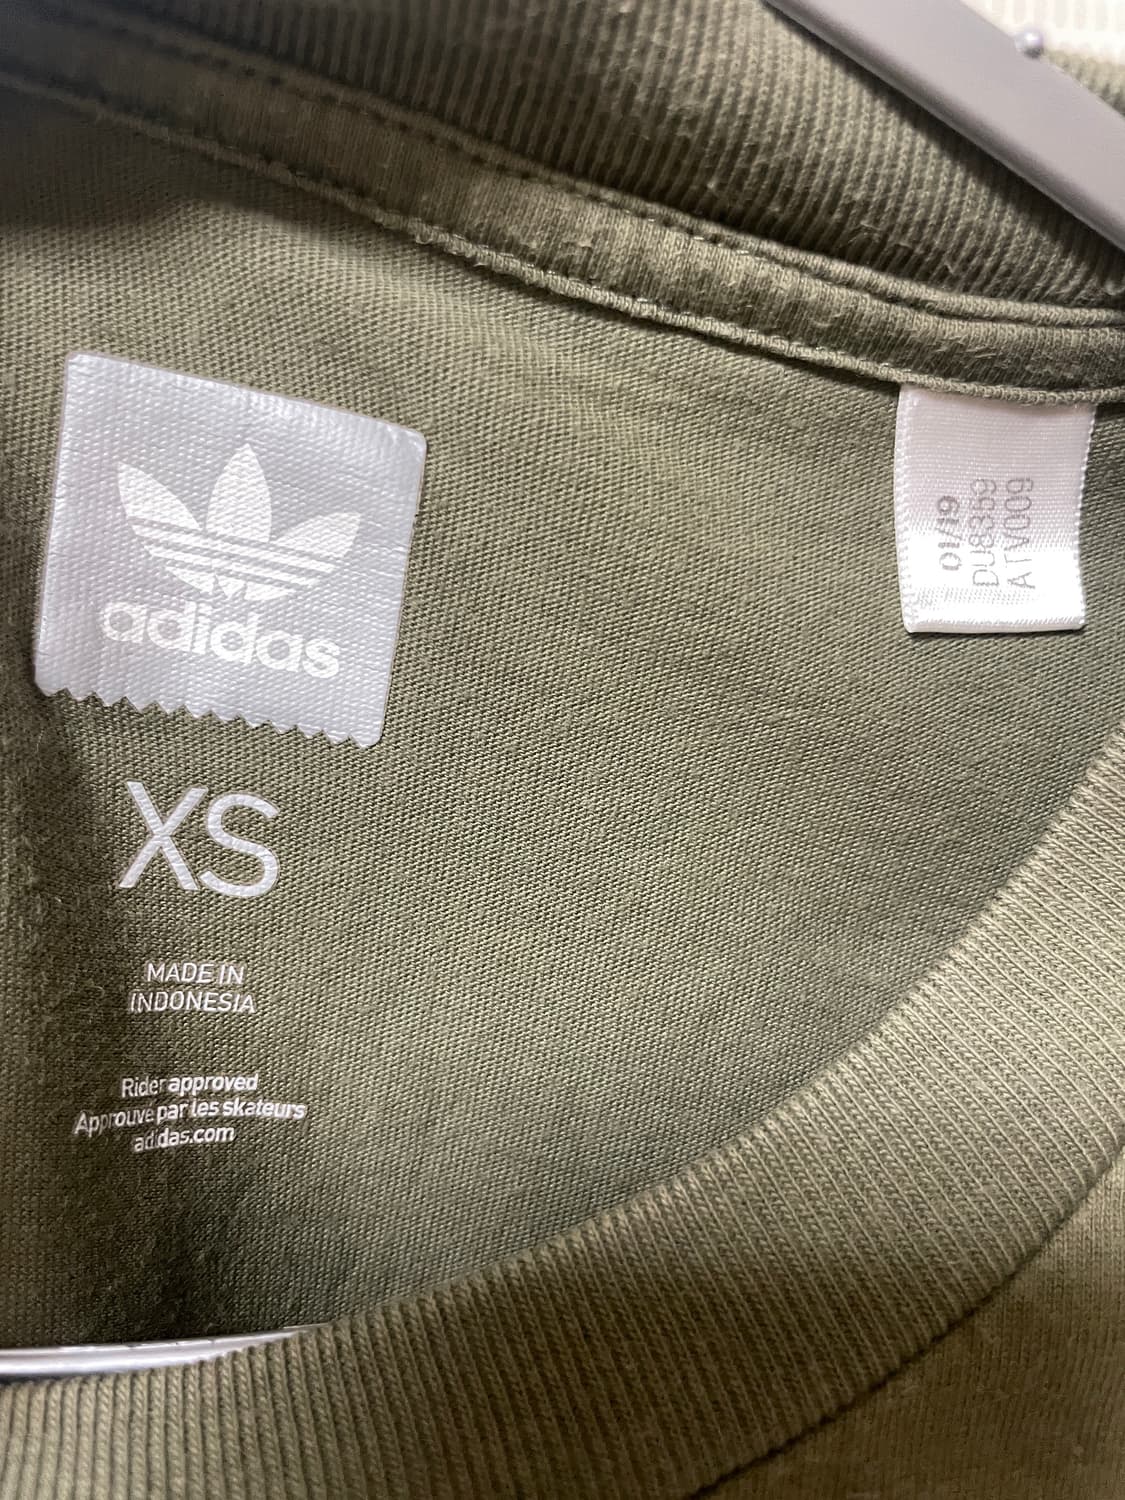 adidas
XS
MADE IN
INDONESIA
Rider approved
Approuvé par les skateurs
adidas.com
01/19
DU8359
ATV009